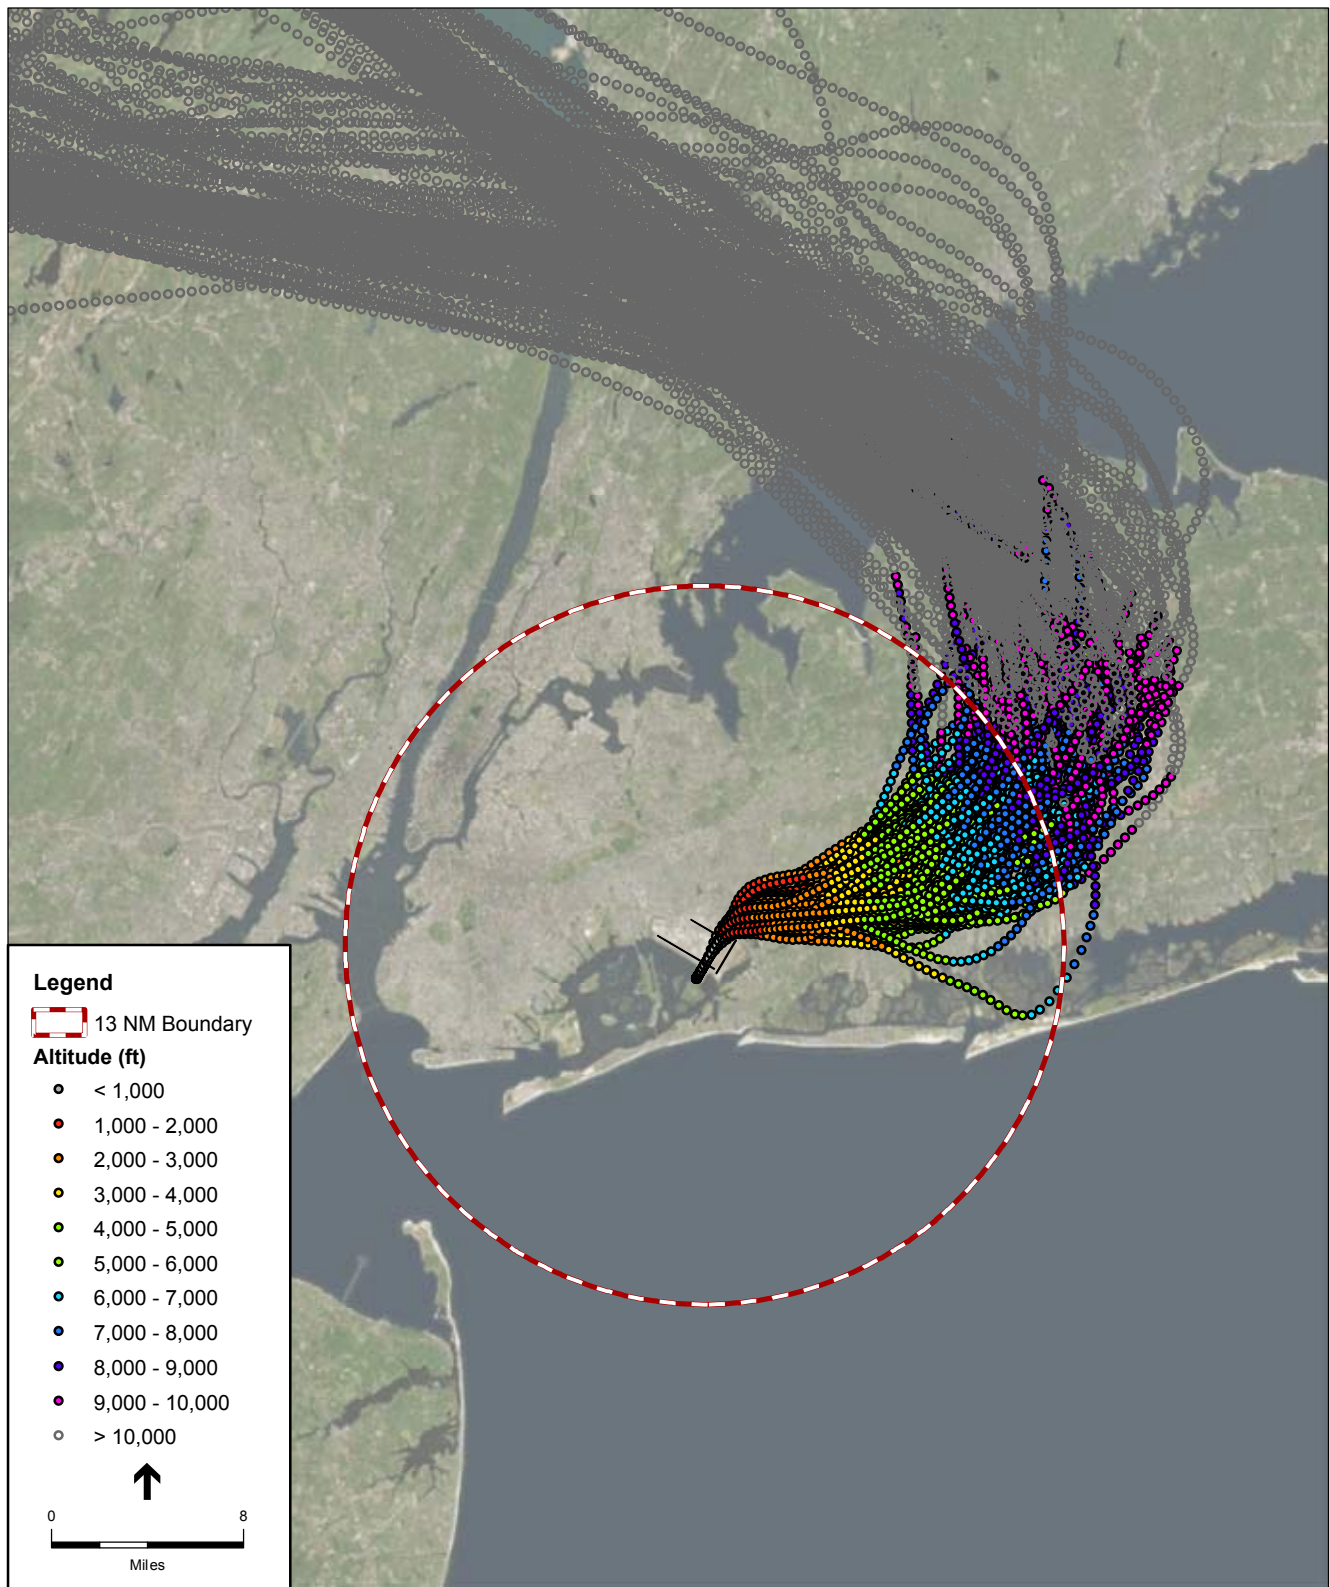 Legend
13 NM Boundary
Altitude (ft)
< 1,000
1,000 - 2,000
2,000 - 3,000
3,000 - 4,000
4,000 - 5,000
5,000 - 6,000
6,000 - 7,000
7,000 - 8,000
8,000 - 9,000
9,000 - 10,000
> 10,000
0 8
Miles